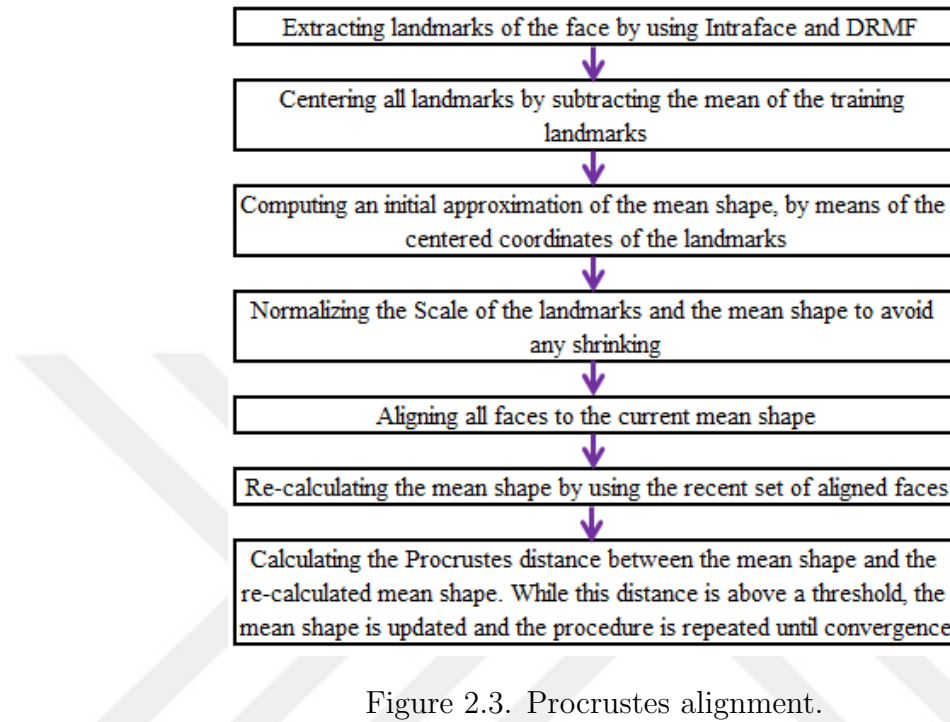 Extracting landmarks of the face by using Intraface and DRMF
Centering all landmarks by subtracting the mean of the training
landmarks
Computing an initial approximation of the mean shape, by means of the
centered coordinates of the landmarks
Normalizing the Scale of the landmarks and the mean shape to avoid
any shrinking
Aligning all faces to the current mean shape
Re-calculating the mean shape by using the recent set of aligned faces
Calculating the Procrustes distance between the mean shape and the
re-calculated mean shape. While this distance is above a threshold, the
mean shape is updated and the procedure is repeated until convergence
Figure 2.3. Procrustes alignment.